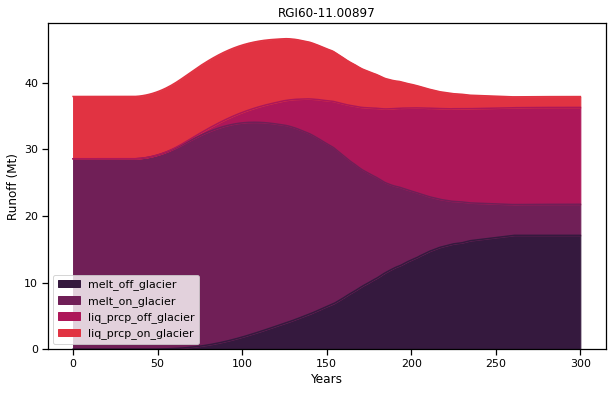 RGI60-11.00897
Runoff (Mt)
40
30
20
10
0
melt_off_glacier
melt_on_glacier
liq_prcp_off_glacier
liq_prcp_on_glacier
0 50 100 150 200 250 300
Years